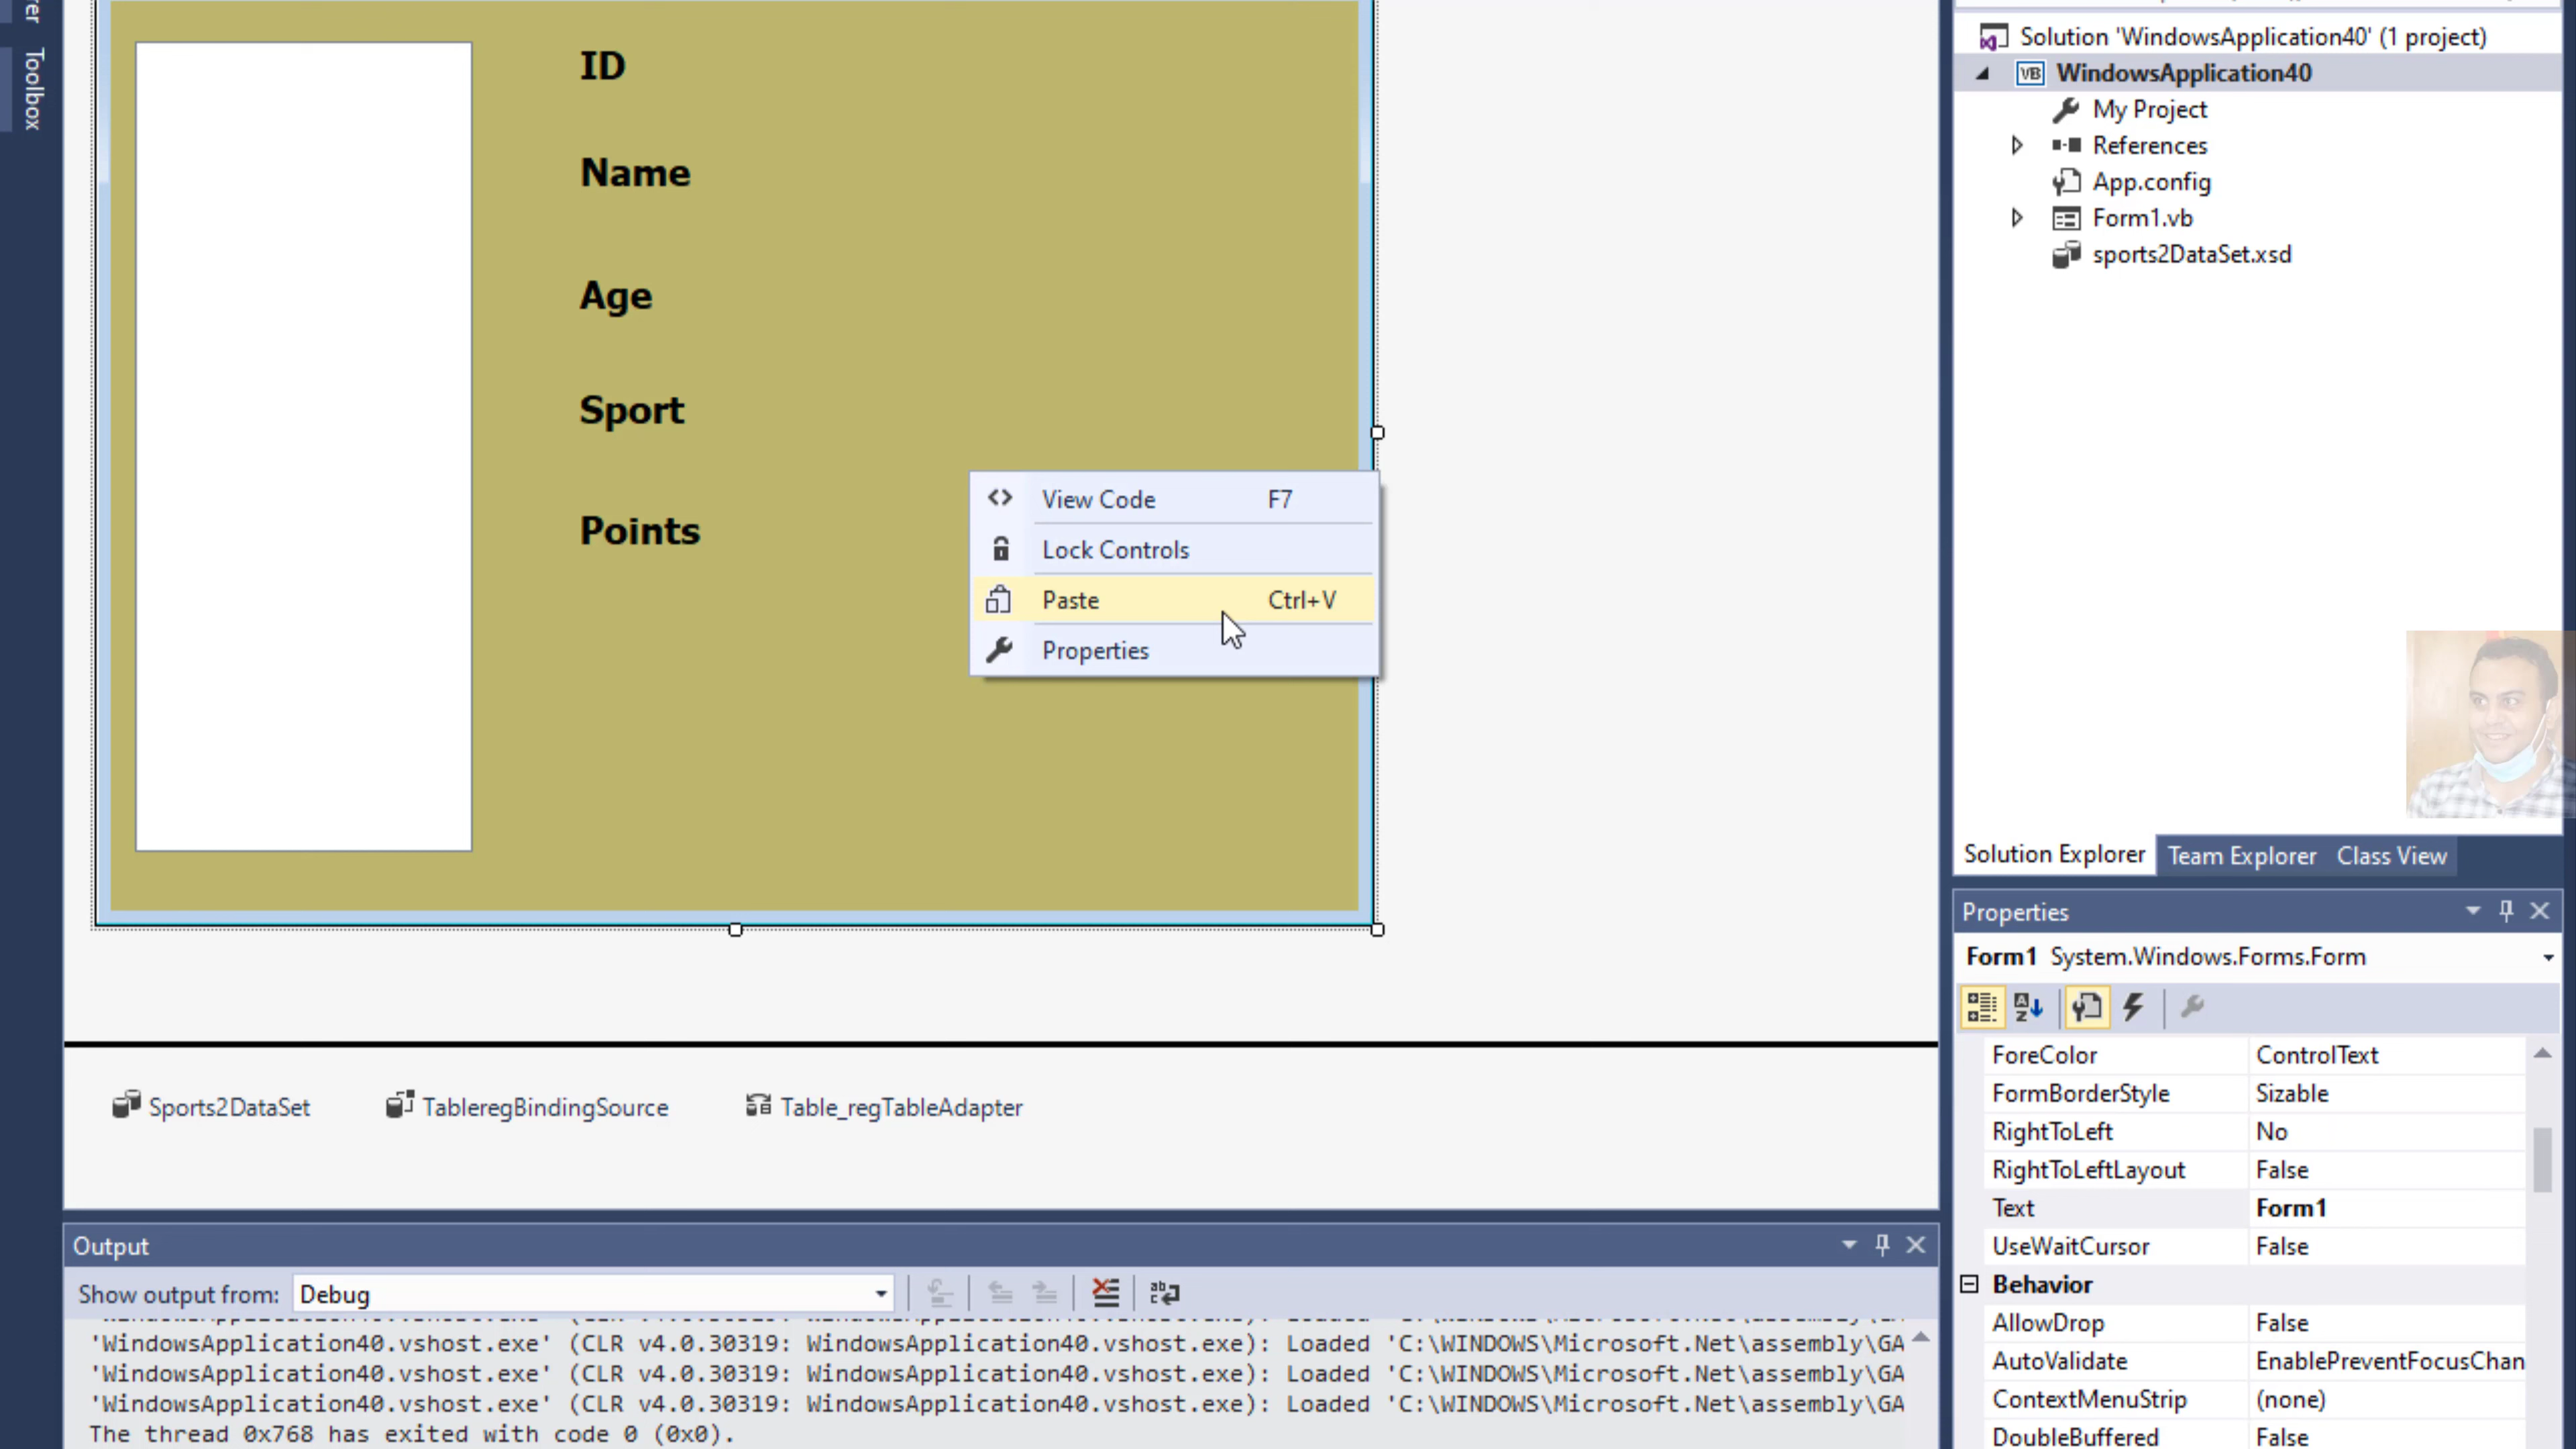 er
Toolbox
ID
Name
Age
Sport
Points
View Code F7
Lock Controls
Paste Ctrl+V
Properties
Sports2DataSet TableregBindingSource Table_regTableAdapter
Output
Show output from: Debug
'WindowsApplication40.vshost.exe' (CLR v4.0.30319: WindowsApplication40.vshost.exe): Loaded 'C:\WINDOWS\Microsoft.Net\assembly\GA
'WindowsApplication40.vshost.exe' (CLR v4.0.30319: WindowsApplication40.vshost.exe): Loaded 'C:\WINDOWS\Microsoft.Net\assembly\GA
'WindowsApplication40.vshost.exe' (CLR v4.0.30319: WindowsApplication40.vshost.exe): Loaded 'C:\WINDOWS\Microsoft.Net\assembly\GA
The thread 0x768 has exited with code 0 (0x0).
Solution 'WindowsApplication40' (1 project)
VB WindowsApplication40
My Project
References
App.config
Form1.vb
sports2DataSet.xsd
Solution Explorer Team Explorer Class View
Properties
Form1 System.Windows.Forms.Form
ForeColor ControlText
FormBorderStyle Sizable
RightToLeft No
RightToLeftLayout False
Text Form1
UseWaitCursor False
Behavior
AllowDrop False
AutoValidate EnablePreventFocusChan
ContextMenuStrip (none)
DoubleBuffered False